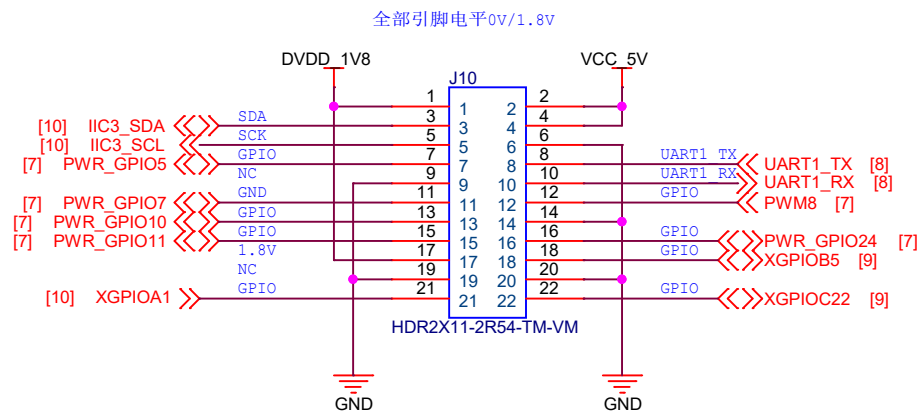 全部引脚电平0V/1.8V
DVDD_1V8 VCC_5V
J10
1 1 2 2
[10] IIC3_SDA SDA 3 3 4 4
[10] IIC3_SCL SCK 5 5 6 6
[7] PWR_GPIO5 GPIO 7 7 8 8 UART1_TX UART1_TX [8]
NC 9 9 10 10 UART1_RX UART1_RX [8]
[7] PWR_GPIO7 GND 11 11 12 12 GPIO PWM8 [7]
[7] PWR_GPIO10 GPIO 13 13 14 14
[7] PWR_GPIO11 GPIO 15 15 16 16 GPIO PWR_GPIO24 [7]
1.8V 17 17 18 18 GPIO XGPIOB5 [9]
NC 19 19 20 20
[10] XGPIOA1 GPIO 21 21 22 22 GPIO XGPIOC22 [9]
HDR2X11-2R54-TM-VM
GND GND